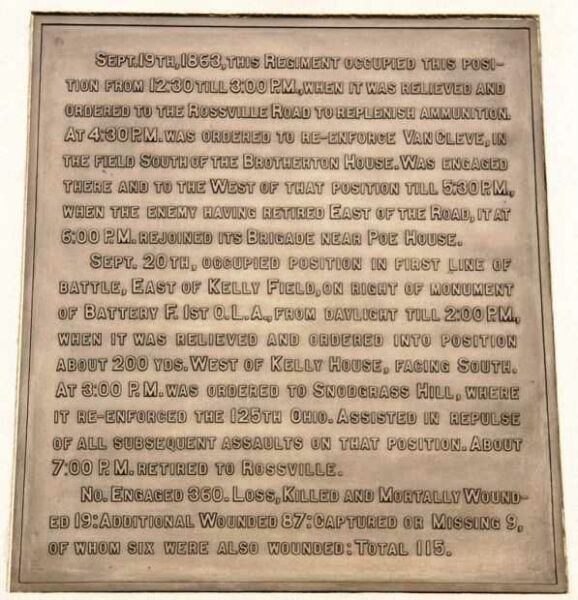 SEPT. 19TH, 1863, THIS REGIMENT OCCUPIED THIS POSI-
TION FROM 12:30 TILL 3:00 P.M., WHEN IT WAS RELIEVED AND
ORDERED TO THE ROSSVILLE ROAD TO REPLENISH AMMUNITION.
AT 4:30 P.M. WAS ORDERED TO RE-ENFORCE VAN CLEVE, IN
THE FIELD SOUTH OF THE BROTHERTON HOUSE. WAS ENGAGED
THERE AND TO THE WEST OF THAT POSITION TILL 5:30 P.M.,
WHEN THE ENEMY HAVING RETIRED EAST OF THE ROAD, IT AT
6:00 P.M. REJOINED ITS BRIGADE NEAR POE HOUSE.
SEPT. 20TH, OCCUPIED POSITION IN FIRST LINE OF
BATTLE, EAST OF KELLY FIELD, ON RIGHT OF MONUMENT
OF BATTERY F. 1ST O.L.A., FROM DAYLIGHT TILL 2:00 P.M.,
WHEN IT WAS RELIEVED AND ORDERED INTO POSITION
ABOUT 200 YDS. WEST OF KELLY HOUSE, FACING SOUTH.
AT 3:00 P.M. WAS ORDERED TO SNODGRASS HILL, WHERE
IT RE-ENFORCED THE 125TH OHIO. ASSISTED IN REPULSE
OF ALL SUBSEQUENT ASSAULTS ON THAT POSITION. ABOUT
7:00 P.M. RETIRED TO ROSSVILLE.
NO. ENGAGED 360. LOSS, KILLED AND MORTALLY WOUND-
ED 19: ADDITIONAL WOUNDED 87: CAPTURED OR MISSING 9,
OF WHOM SIX WERE ALSO WOUNDED: TOTAL 115.